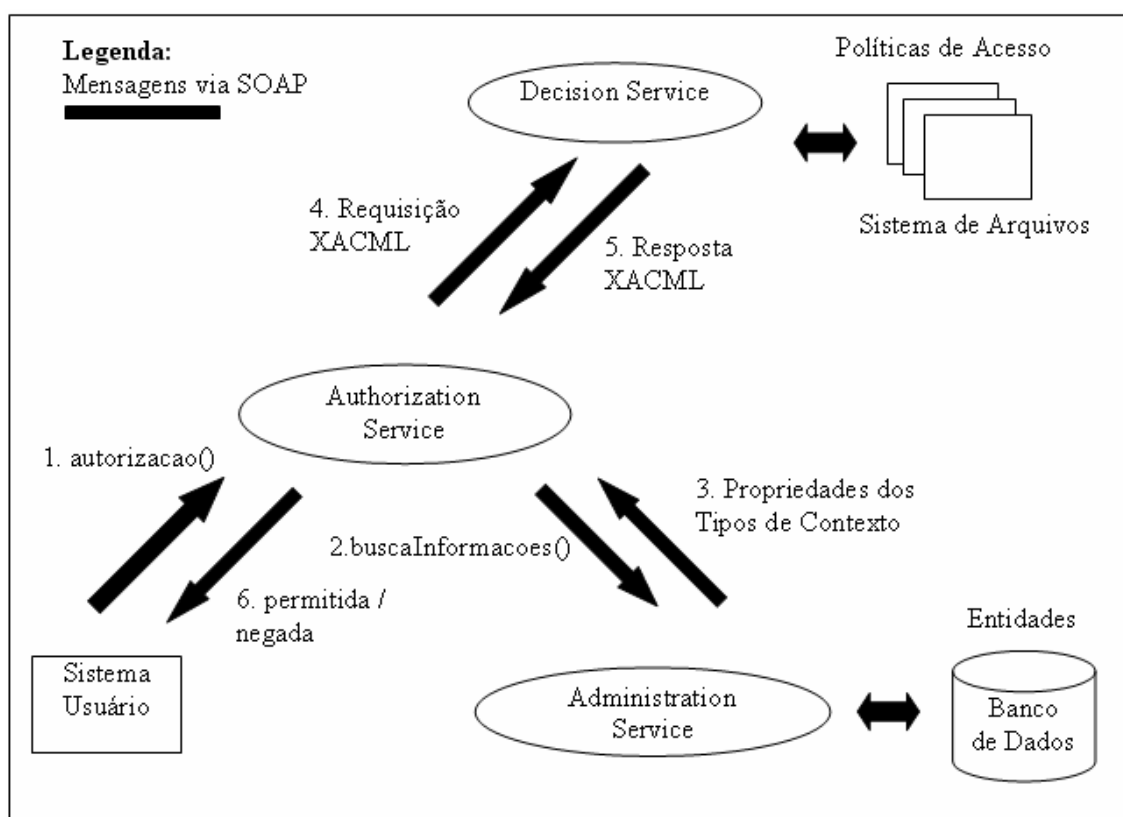 Legenda:
Mensagens via SOAP
Decision Service
Políticas de Acesso
Sistema de Arquivos
4. Requisição
XACML
5. Resposta
XACML
Authorization
Service
1. autorizacao()
2.buscaInformacoes()
3. Propriedades dos
Tipos de Contexto
6. permitida /
negada
Sistema
Usuário
Administration
Service
Entidades
Banco
de Dados